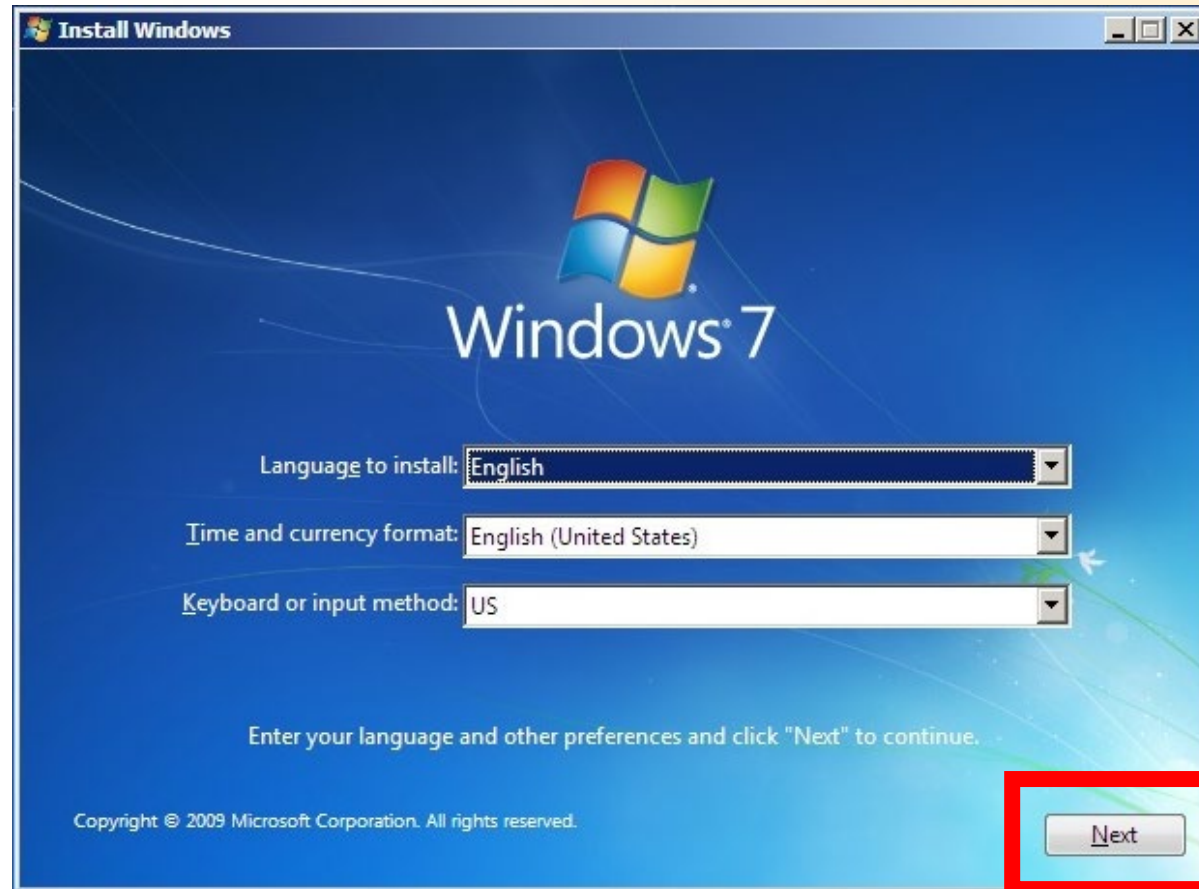 Install Windows
Windows® 7
Language to install: English
Time and currency format: English (United States)
Keyboard or input method: US
Enter your language and other preferences and click "Next" to continue.
Copyright © 2009 Microsoft Corporation. All rights reserved.
Next